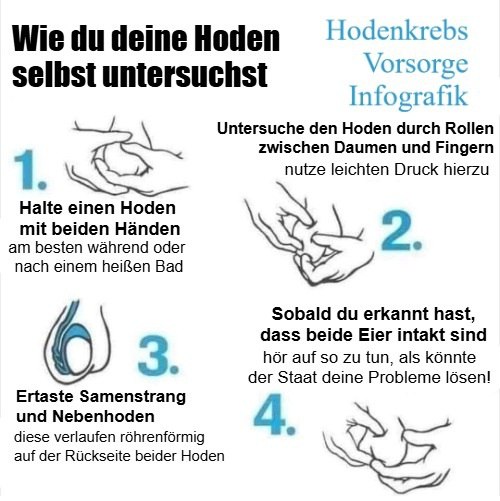 Wie du deine Hoden
selbst untersuchst
Hodenkrebs
Vorsorge
Infografik
1.
Halte einen Hoden
mit beiden Händen
am besten während oder
nach einem heißen Bad
Untersuche den Hoden durch Rollen
zwischen Daumen und Fingern
nutze leichten Druck hierzu
2.
3.
Ertaste Samenstrang
und Nebenhoden
diese verlaufen röhrenförmig
auf der Rückseite beider Hoden
Sobald du erkannt hast,
dass beide Eier intakt sind
hör auf so zu tun, als könnte
der Staat deine Probleme lösen!
4.